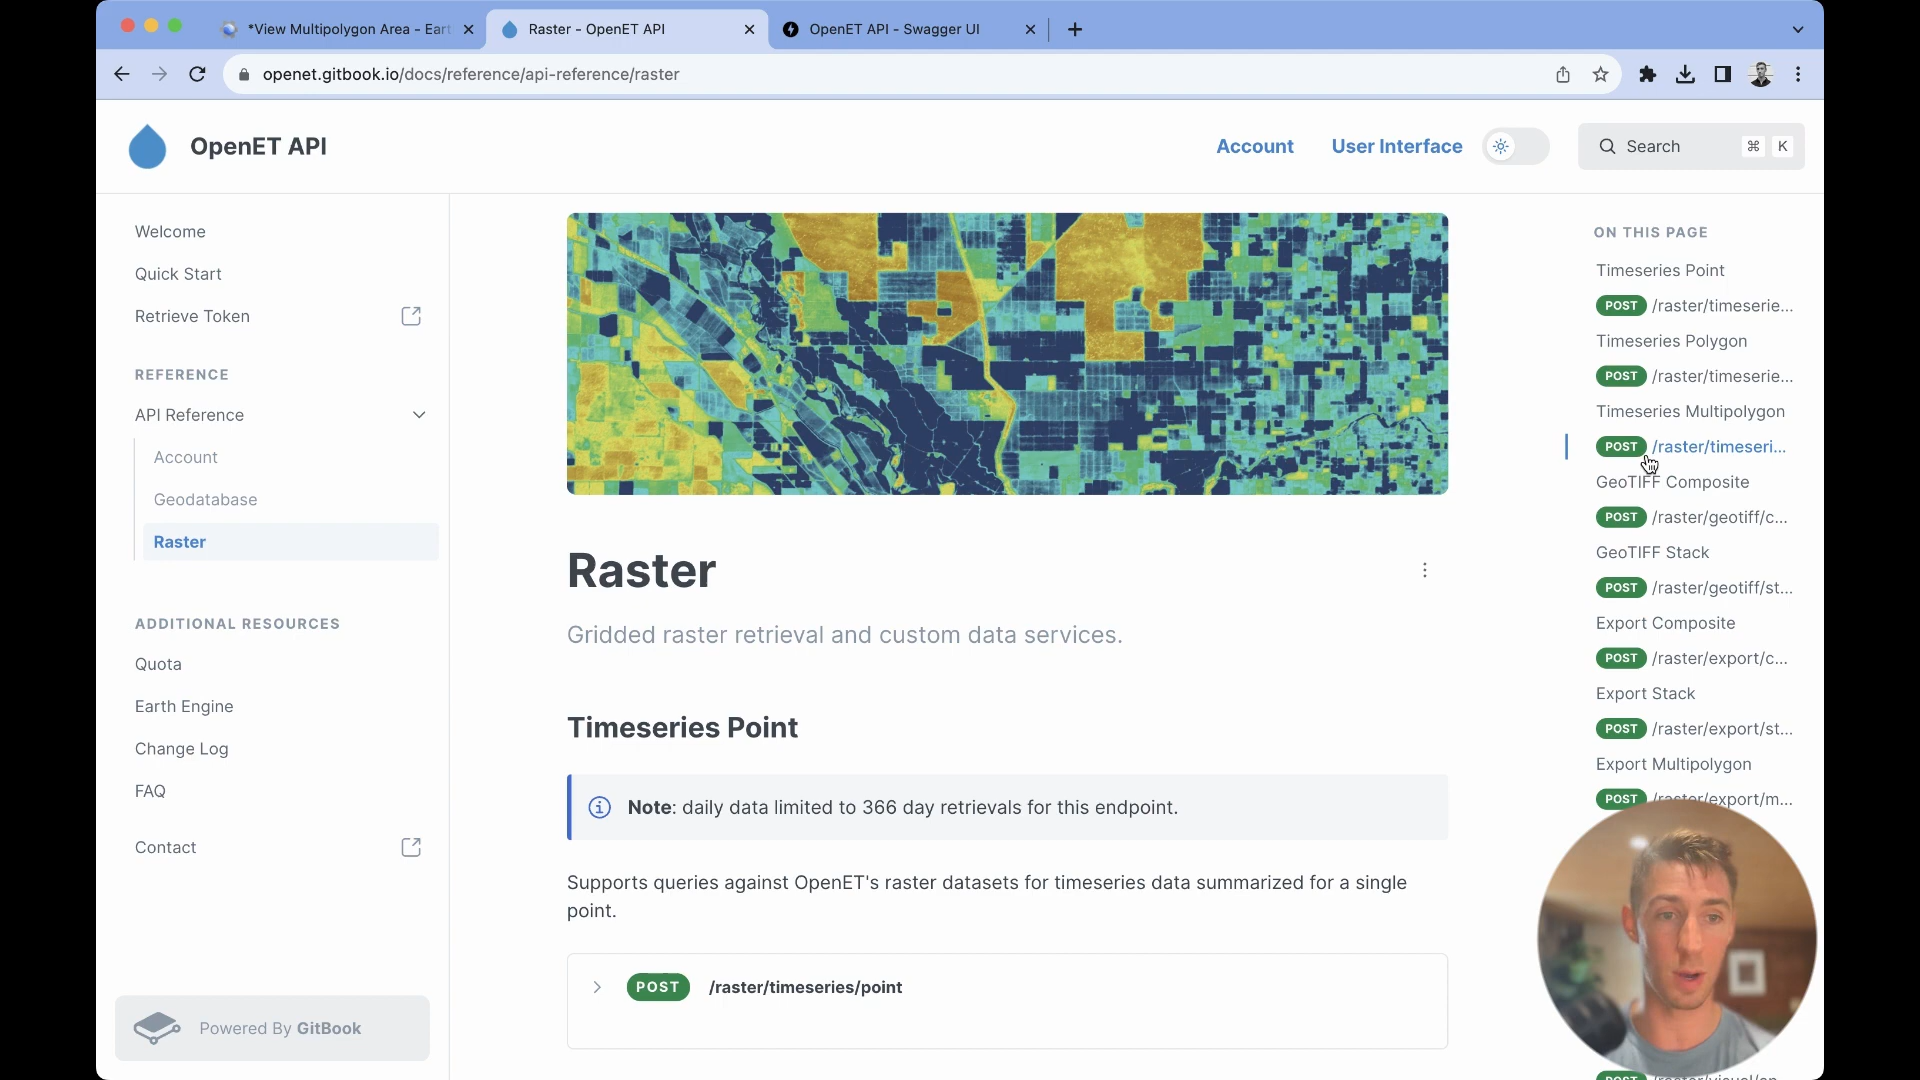 *View Multipolygon Area - Eart
Raster - OpenET API
OpenET API - Swagger UI
openet.gitbook.io/docs/reference/api-reference/raster
OpenET API
Account
User Interface
Search
⌘ K
Welcome
Quick Start
Retrieve Token
REFERENCE
API Reference
Account
Geodatabase
Raster
ADDITIONAL RESOURCES
Quota
Earth Engine
Change Log
FAQ
Contact
Powered By GitBook
Raster
Gridded raster retrieval and custom data services.
Timeseries Point
Note: daily data limited to 366 day retrievals for this endpoint.
Supports queries against OpenET's raster datasets for timeseries data summarized for a single
point.
POST /raster/timeseries/point
ON THIS PAGE
Timeseries Point
POST /raster/timeserie...
Timeseries Polygon
POST /raster/timeserie...
Timeseries Multipolygon
POST /raster/timeseri...
GeoTIFF Composite
POST /raster/geotiff/c...
GeoTIFF Stack
POST /raster/geotiff/st...
Export Composite
POST /raster/export/c...
Export Stack
POST /raster/export/st...
Export Multipolygon
POST /raster/export/m...